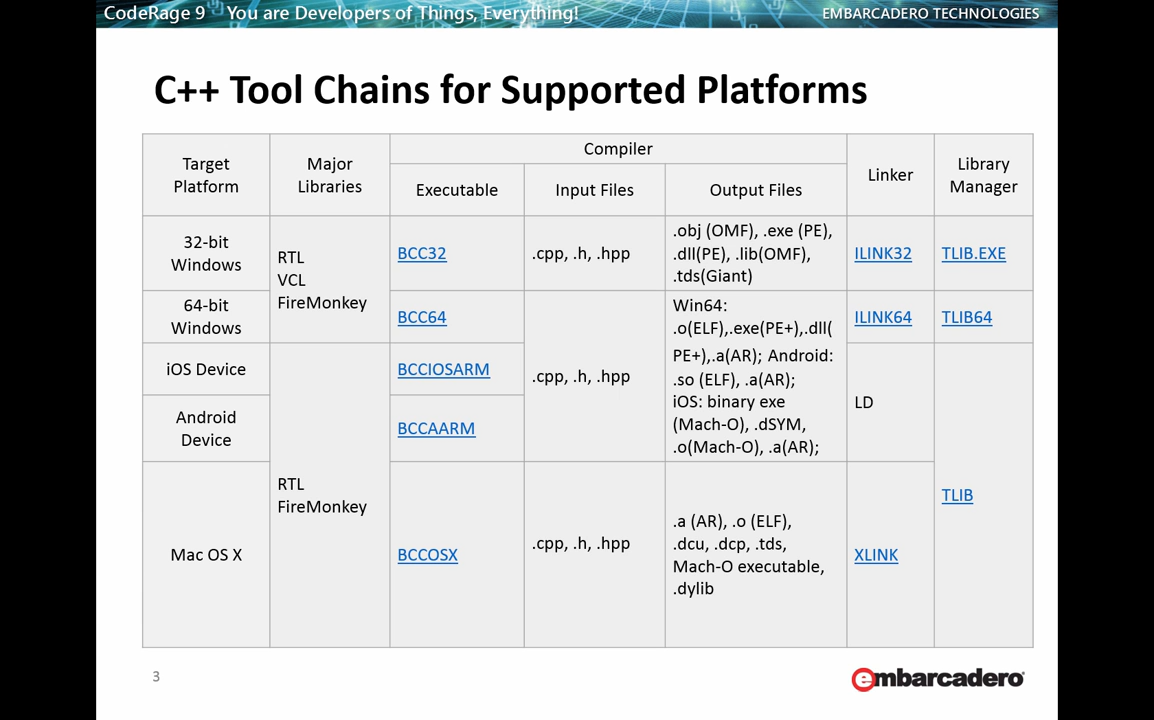 CodeRage 9 You are Developers of Things, Everything!
EMBARCADERO TECHNOLOGIES
C++ Tool Chains for Supported Platforms
Target
Platform
Major
Libraries
Compiler
Executable
Input Files
Output Files
Linker
Library
Manager
32-bit
Windows
RTL
VCL
FireMonkey
BCC32
.cpp, .h, .hpp
.obj (OMF), .exe (PE),
.dll(PE), .lib(OMF),
.tds(Giant)
ILINK32
TLIB.EXE
64-bit
Windows
BCC64
.cpp, .h, .hpp
Win64:
.o(ELF),.exe(PE+),.dll(
PE+),.a(AR); Android:
.so (ELF), .a(AR);
iOS: binary exe
(Mach-O), .dSYM,
.o(Mach-O), .a(AR);
ILINK64
TLIB64
iOS Device
RTL
FireMonkey
BCCIOSARM
LD
TLIB
Android
Device
BCCAARM
Mac OS X
BCCOSX
.cpp, .h, .hpp
.a (AR), .o (ELF),
.dcu, .dcp, .tds,
Mach-O executable,
.dylib
XLINK
3
embarcadero